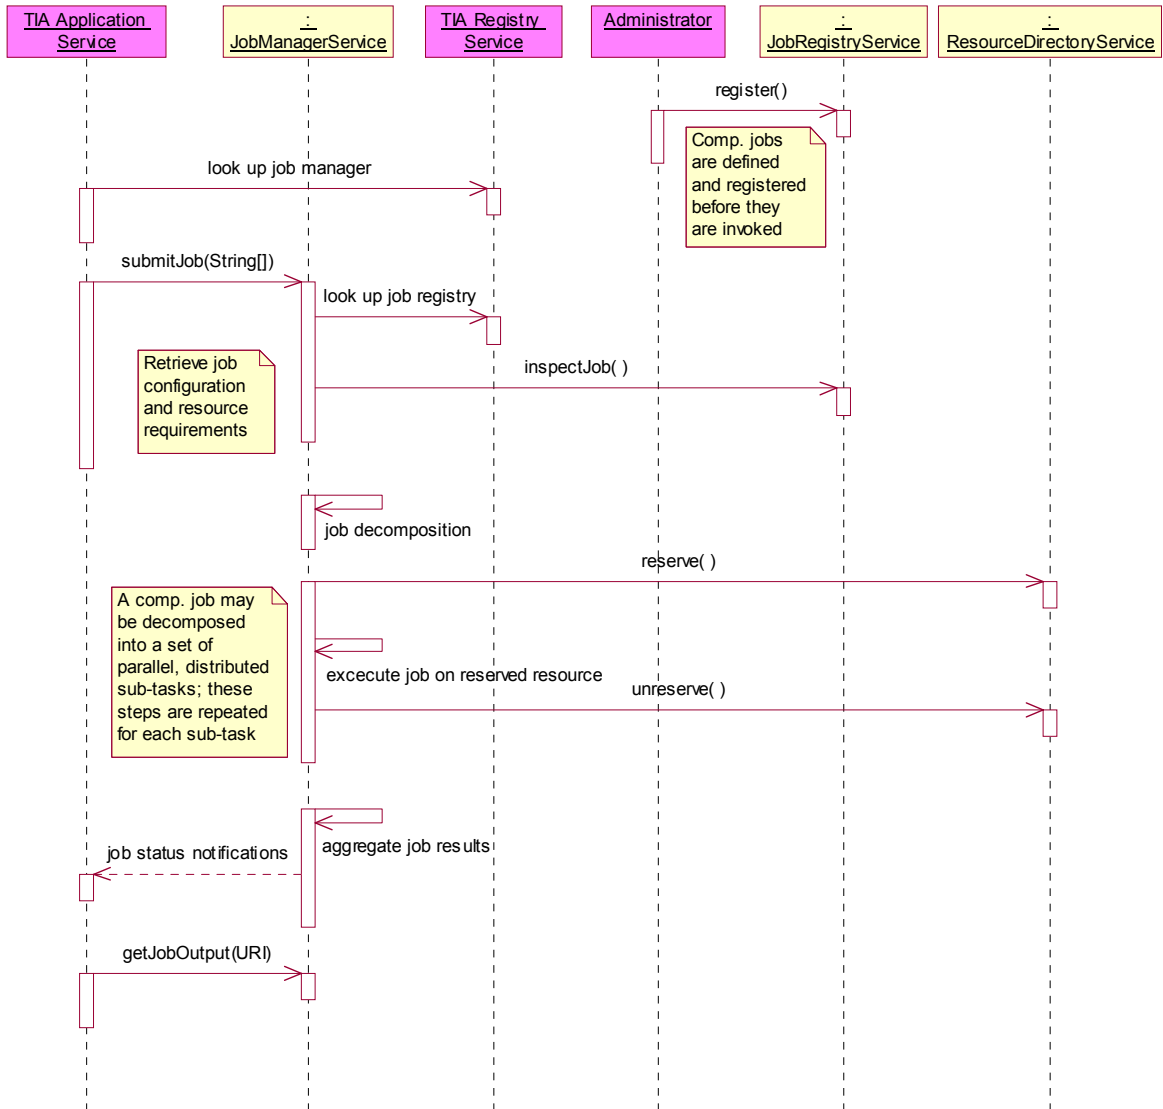 TIA Application
Service
:
JobManagerService
TIA Registry
Service
Administrator
:
JobRegistryService
:
ResourceDirectoryService
register()
Comp. jobs
are defined
and registered
before they
are invoked
look up job manager
submitJob(String[])
look up job registry
Retrieve job
configuration
and resource
requirements
inspectJob( )
job decomposition
reserve( )
A comp. job may
be decomposed
into a set of
parallel, distributed
sub-tasks; these
steps are repeated
for each sub-task
excecute job on reserved resource
unreserve( )
aggregate job results
job status notifications
getJobOutput(URI)